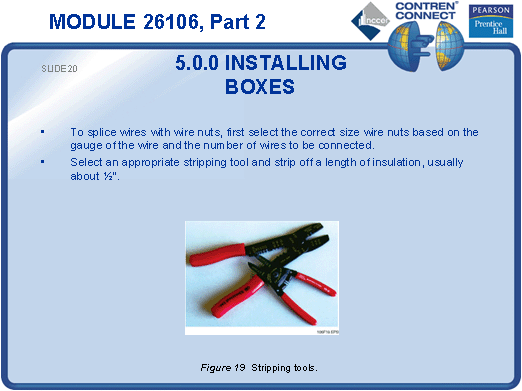 MODULE 26106, Part 2
nccer
CONTREN®
CONNECT
PEARSON
Prentice
Hall
SLIDE 20
5.0.0 INSTALLING
BOXES
• To splice wires with wire nuts, first select the correct size wire nuts based on the
gauge of the wire and the number of wires to be connected.
• Select an appropriate stripping tool and strip off a length of insulation, usually
about ½".
Figure 19 Stripping tools.